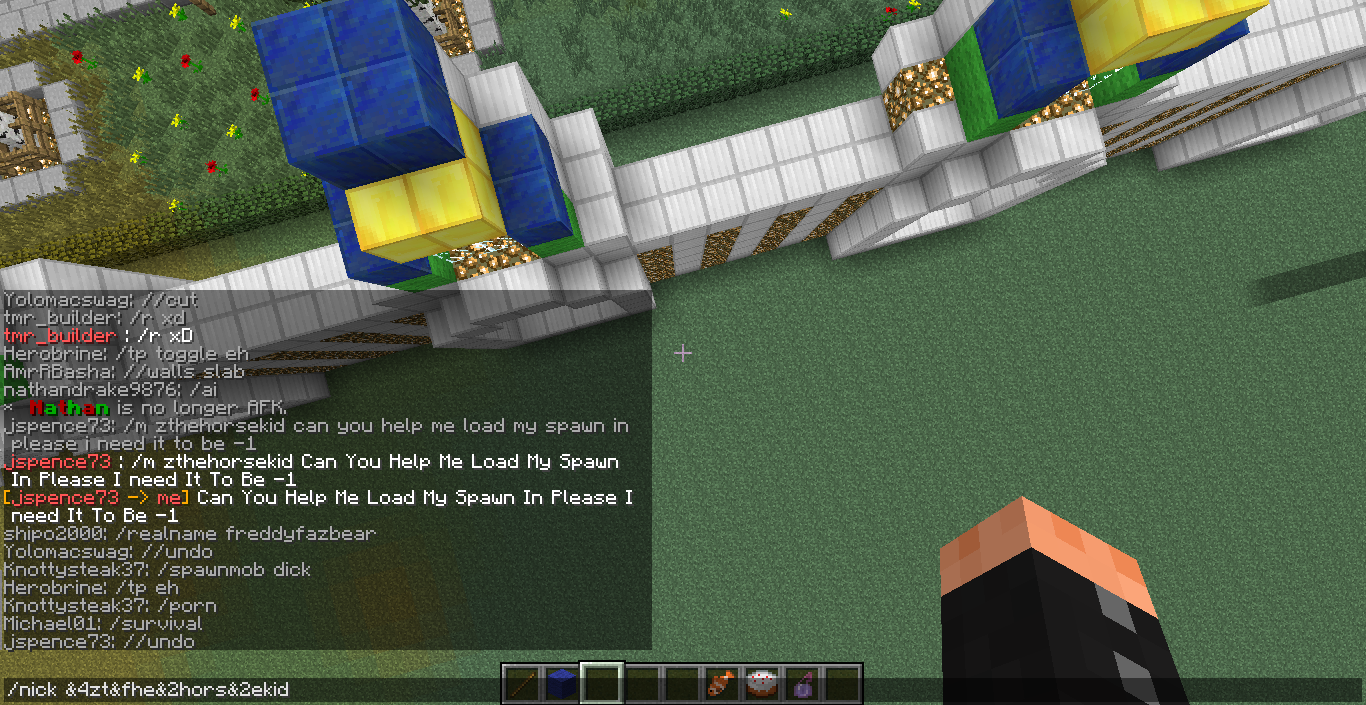 Yolomacswag: //cut
tmr_builder: /r xd
tmr_builder : /r xD
Herobrine: /tp toggle eh
AmrABasha: //walls slab
nathandrake9876: /ai
* Nathan is no longer AFK.
jspence73: /m zthehorsekid can you help me load my spawn in
please i need it to be -1
jspence73 : /m zthehorsekid Can You Help Me Load My Spawn
In Please I need It To Be -1
[jspence73 -> me] Can You Help Me Load My Spawn In Please I
need It To Be -1
shipo2000: /realname freddyfazbear
Yolomacswag: //undo
Knottysteak37: /spawnmob dick
Herobrine: /tp eh
Knottysteak37: /porn
Michael01: /survival
jspence73: //undo
/nick &4zt&fhe&2hors&2ekid